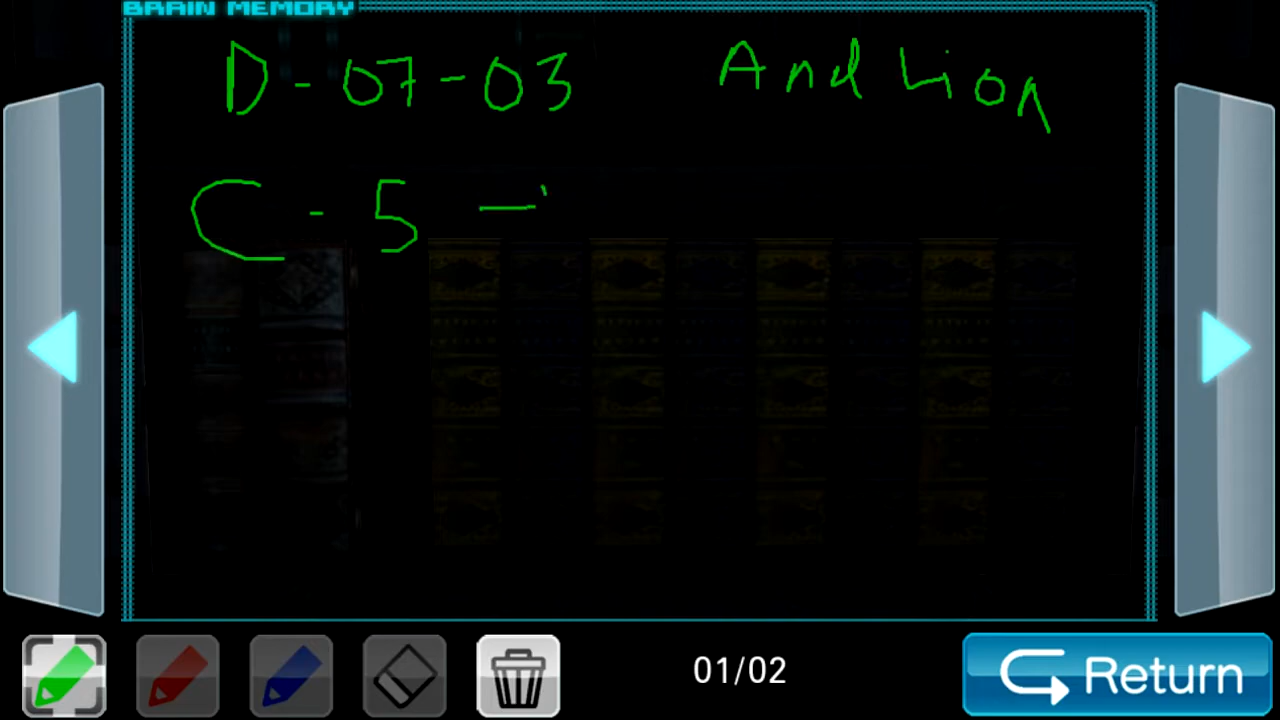 BRAIN MEMORY
D-07-03 And Lion
C-5-
01/02
Return